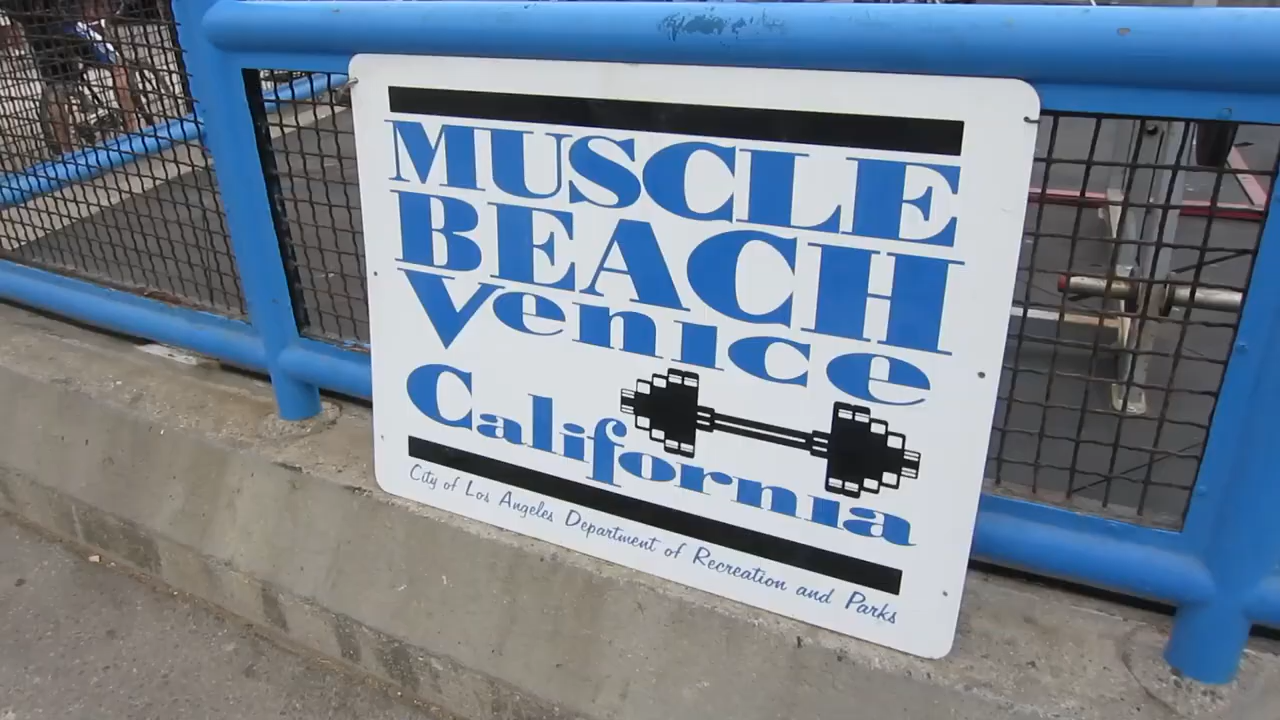 MUSCLE
BEACH
Venice
California
City of Los Angeles Department of Recreation and Parks